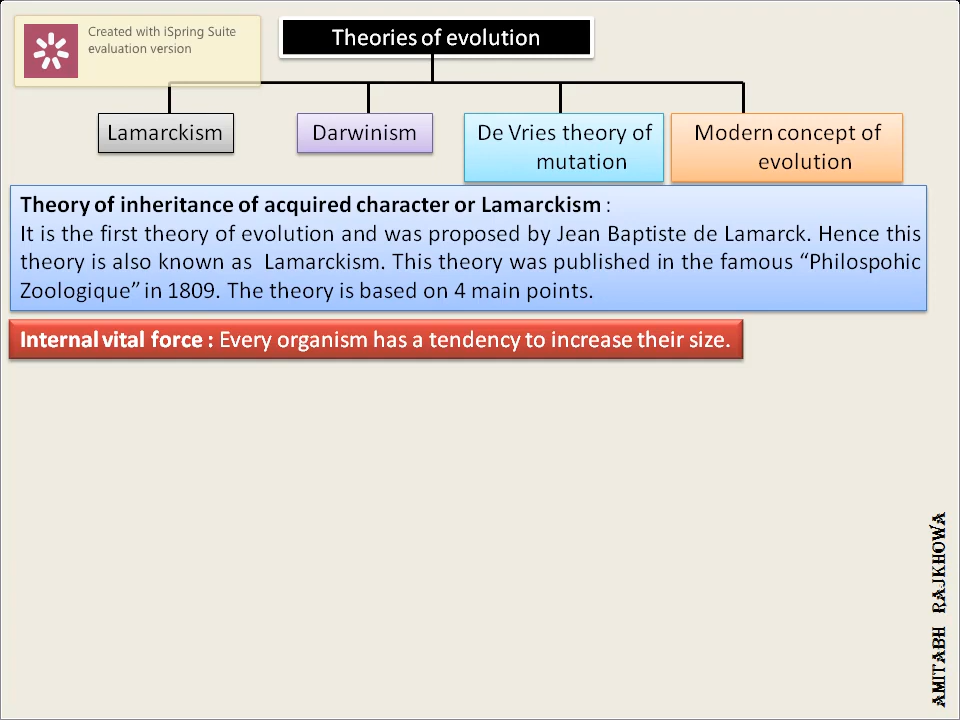 Created with iSpring Suite
evaluation version
Theories of evolution
Lamarckism
Darwinism
De Vries theory of
mutation
Modern concept of
evolution
Theory of inheritance of acquired character or Lamarckism :
It is the first theory of evolution and was proposed by Jean Baptiste de Lamarck. Hence this
theory is also known as Lamarckism. This theory was published in the famous “Philospohic
Zoologique” in 1809. The theory is based on 4 main points.
Internal vital force : Every organism has a tendency to increase their size.
AMITABH RAJKHOWA